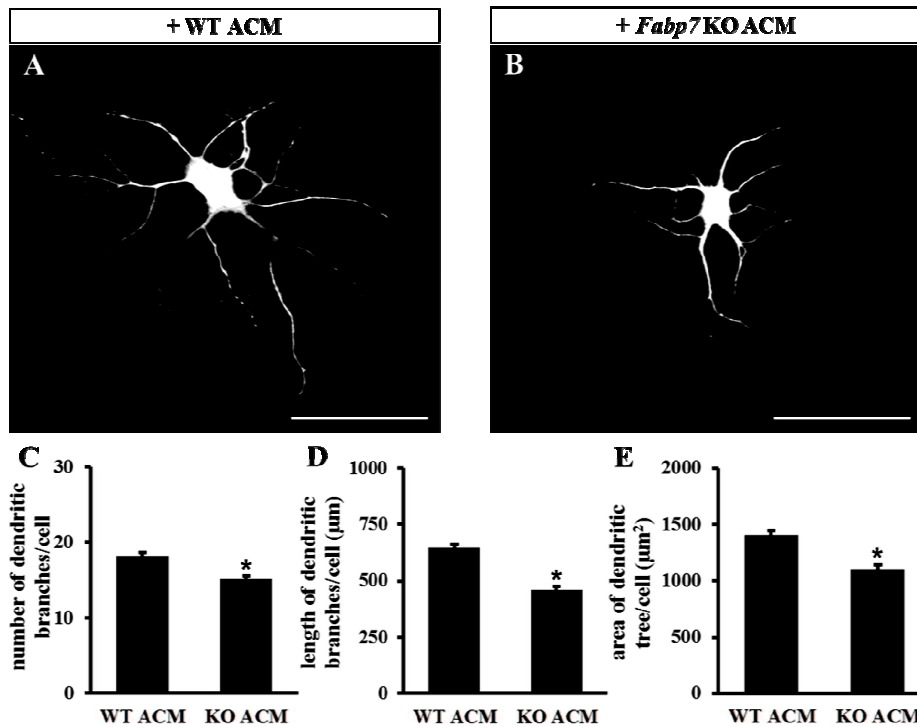 + WT ACM
+ Fabp7 KO ACM
A
B
C
number of dendritic
branches/cell
30
20
10
0
WT ACM
KO ACM
*
D
length of dendritic
branches/cell (µm)
1000
750
500
250
0
WT ACM
KO ACM
*
E
area of dendritic
tree/cell (µm²)
2000
1500
1000
500
0
WT ACM
KO ACM
*